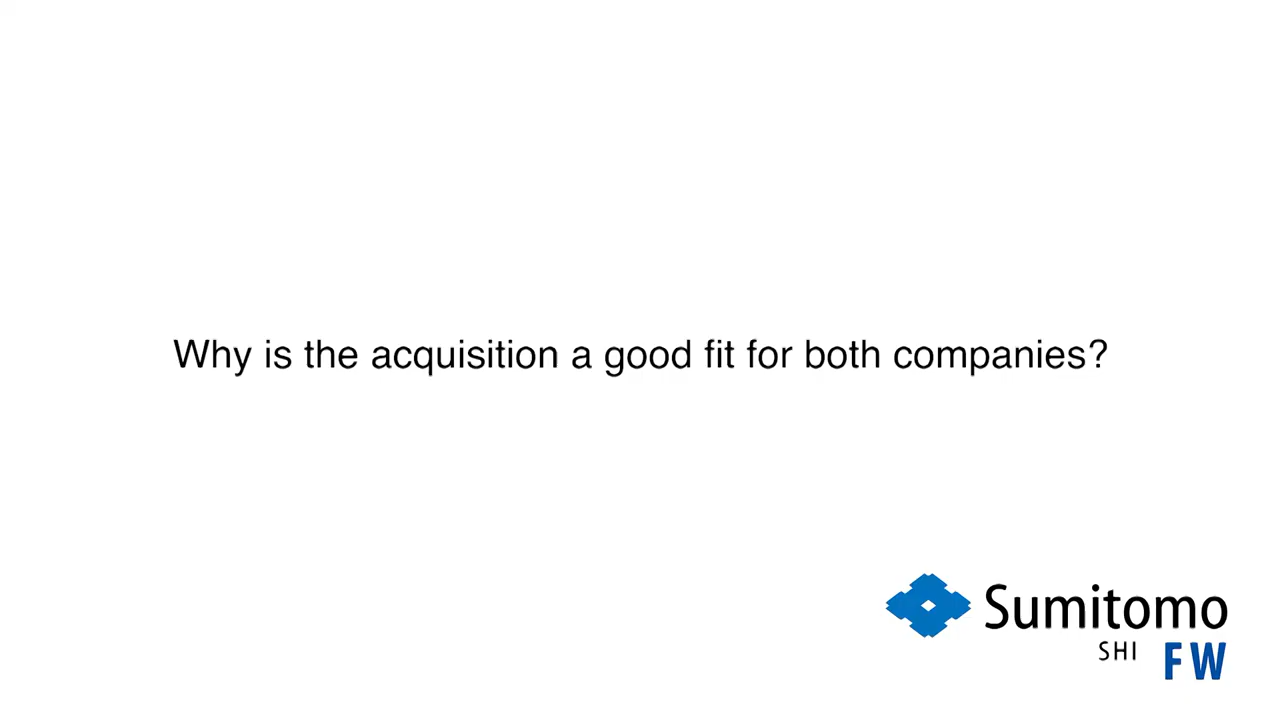 Why is the acquisition a good fit for both companies?
Sumitomo
SHI FW